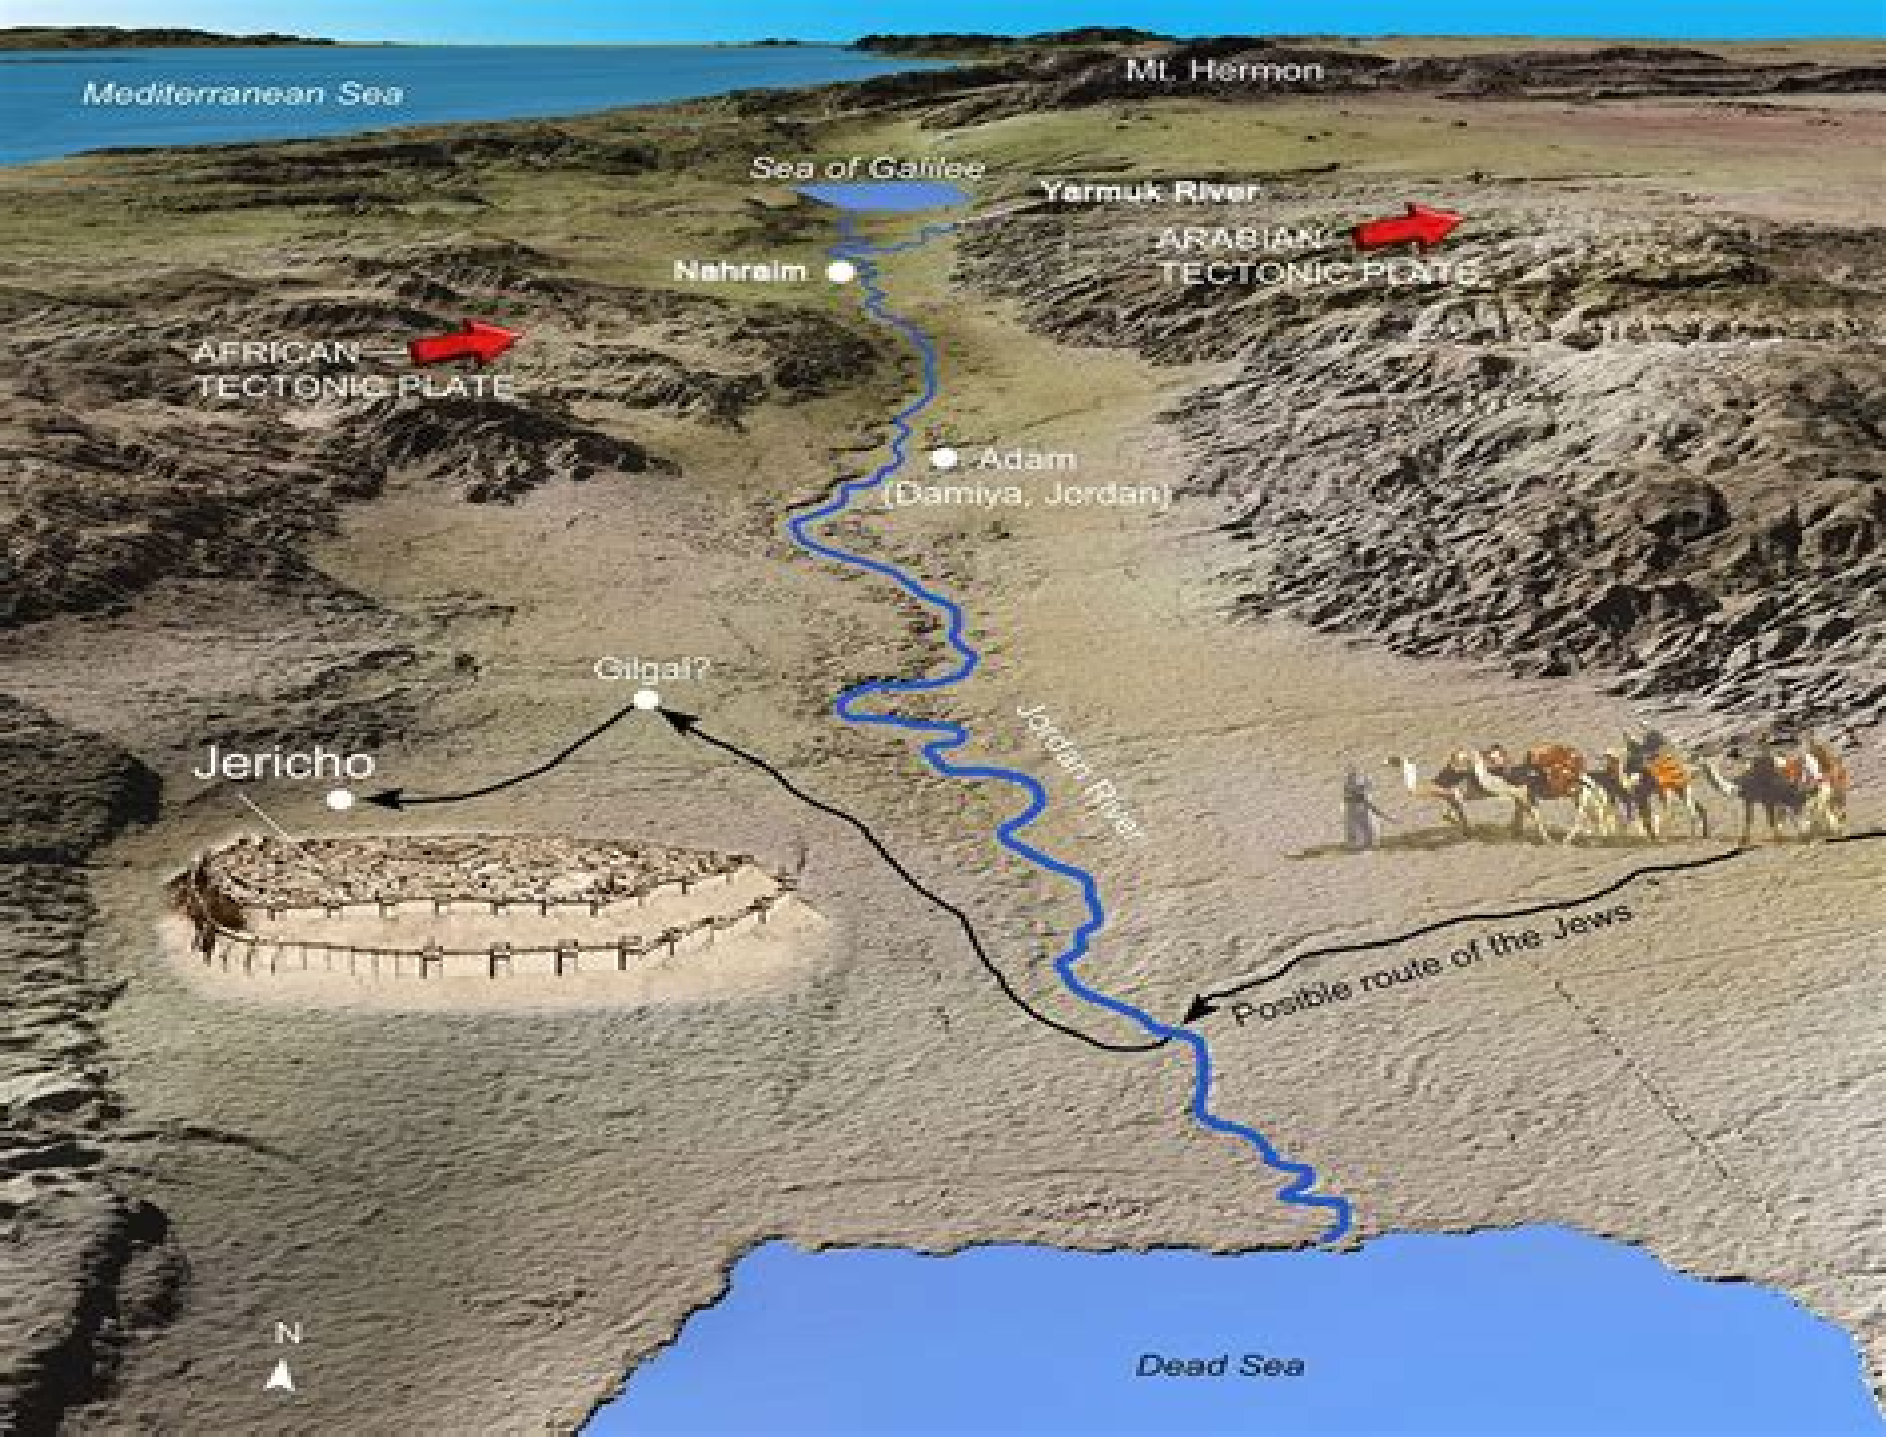 Mt. Hermon
Mediterranean Sea
Sea of Galilee
Yarmuk River
ARABIAN
TECTONIC PLATE
Nahraim
AFRICAN
TECTONIC PLATE
Adam
(Damiya, Jordan)
Gilgal?
Jericho
Jordan River
Posible route of the Jews
N
Dead Sea